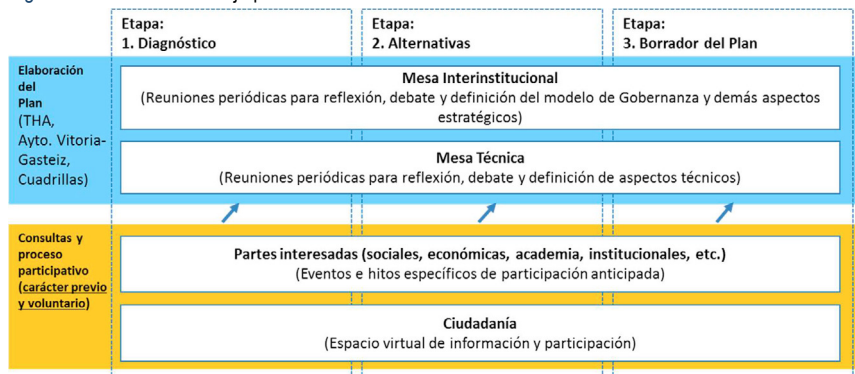 Etapa:
1. Diagnóstico
Etapa:
2. Alternativas
Etapa:
3. Borrador del Plan
Elaboración
del
Plan
(THA,
Ayto. Vitoria-
Gasteiz,
Cuadrillas)
Mesa Interinstitucional
(Reuniones periódicas para reflexión, debate y definición del modelo de Gobernanza y demás aspectos
estratégicos)
Mesa Técnica
(Reuniones periódicas para reflexión, debate y definición de aspectos técnicos)
Consultas y
proceso
participativo
(carácter previo
y voluntario)
Partes interesadas (sociales, económicas, academia, institucionales, etc.)
(Eventos e hitos específicos de participación anticipada)
Ciudadanía
(Espacio virtual de información y participación)